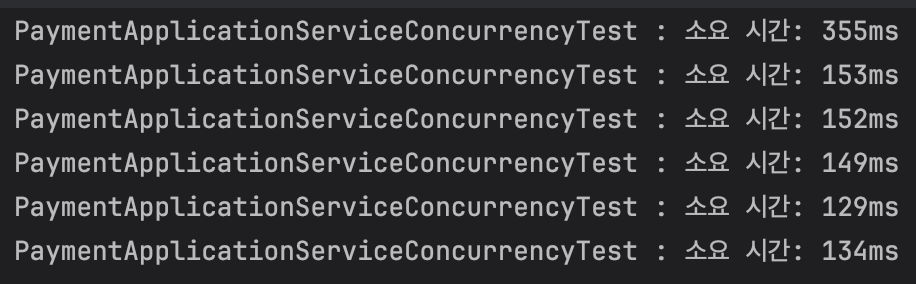 PaymentApplicationServiceConcurrencyTest : 소요 시간: 355ms
PaymentApplicationServiceConcurrencyTest : 소요 시간: 153ms
PaymentApplicationServiceConcurrencyTest : 소요 시간: 152ms
PaymentApplicationServiceConcurrencyTest : 소요 시간: 149ms
PaymentApplicationServiceConcurrencyTest : 소요 시간: 129ms
PaymentApplicationServiceConcurrencyTest : 소요 시간: 134ms